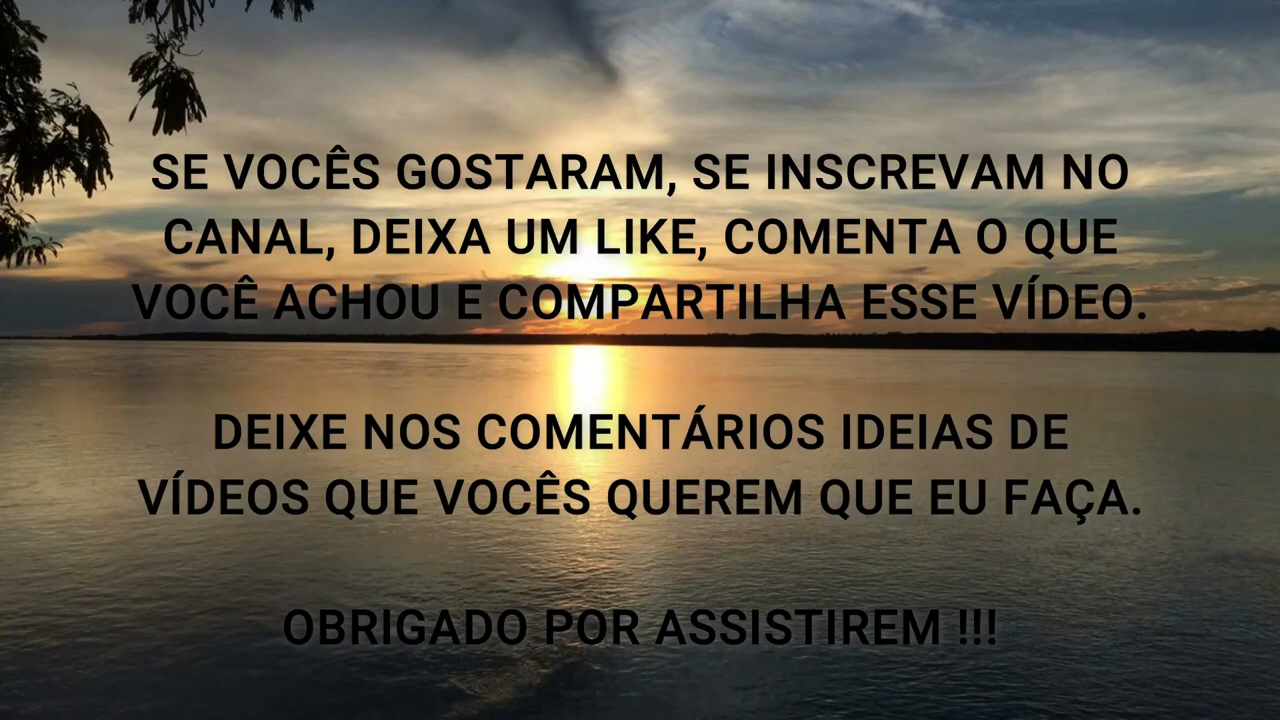 SE VOCÊS GOSTARAM, SE INSCREVAM NO
CANAL, DEIXA UM LIKE, COMENTA O QUE
VOCÊ ACHOU E COMPARTILHA ESSE VÍDEO.
DEIXE NOS COMENTÁRIOS IDEIAS DE
VÍDEOS QUE VOCÊS QUEREM QUE EU FAÇA.
OBRIGADO POR ASSISTIREM !!!